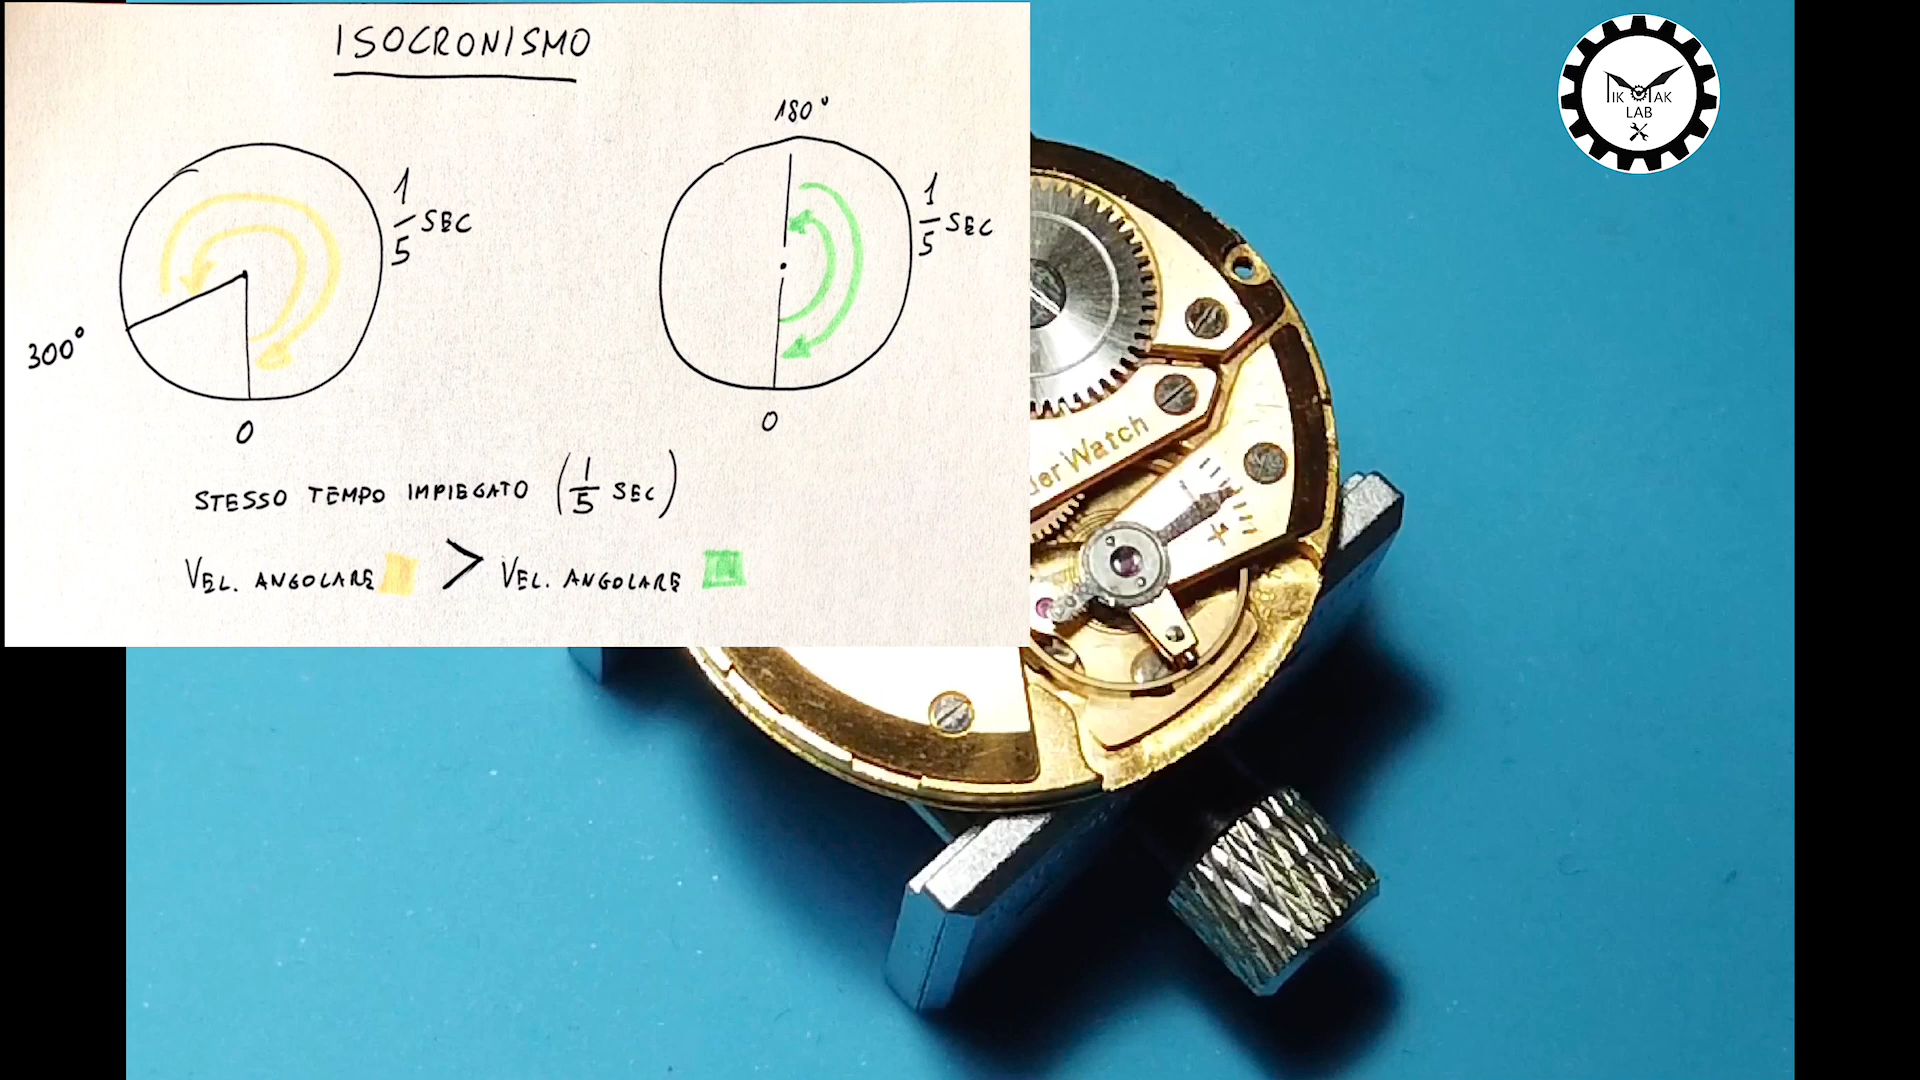 ISOCRONISMO
180°
1/5 SEC
1/5 SEC
300°
0
0
STESSO TEMPO IMPIEGATO (1/5 SEC)
VEL. ANGOLARE > VEL. ANGOLARE
TIK TAK
LAB
Watch
+